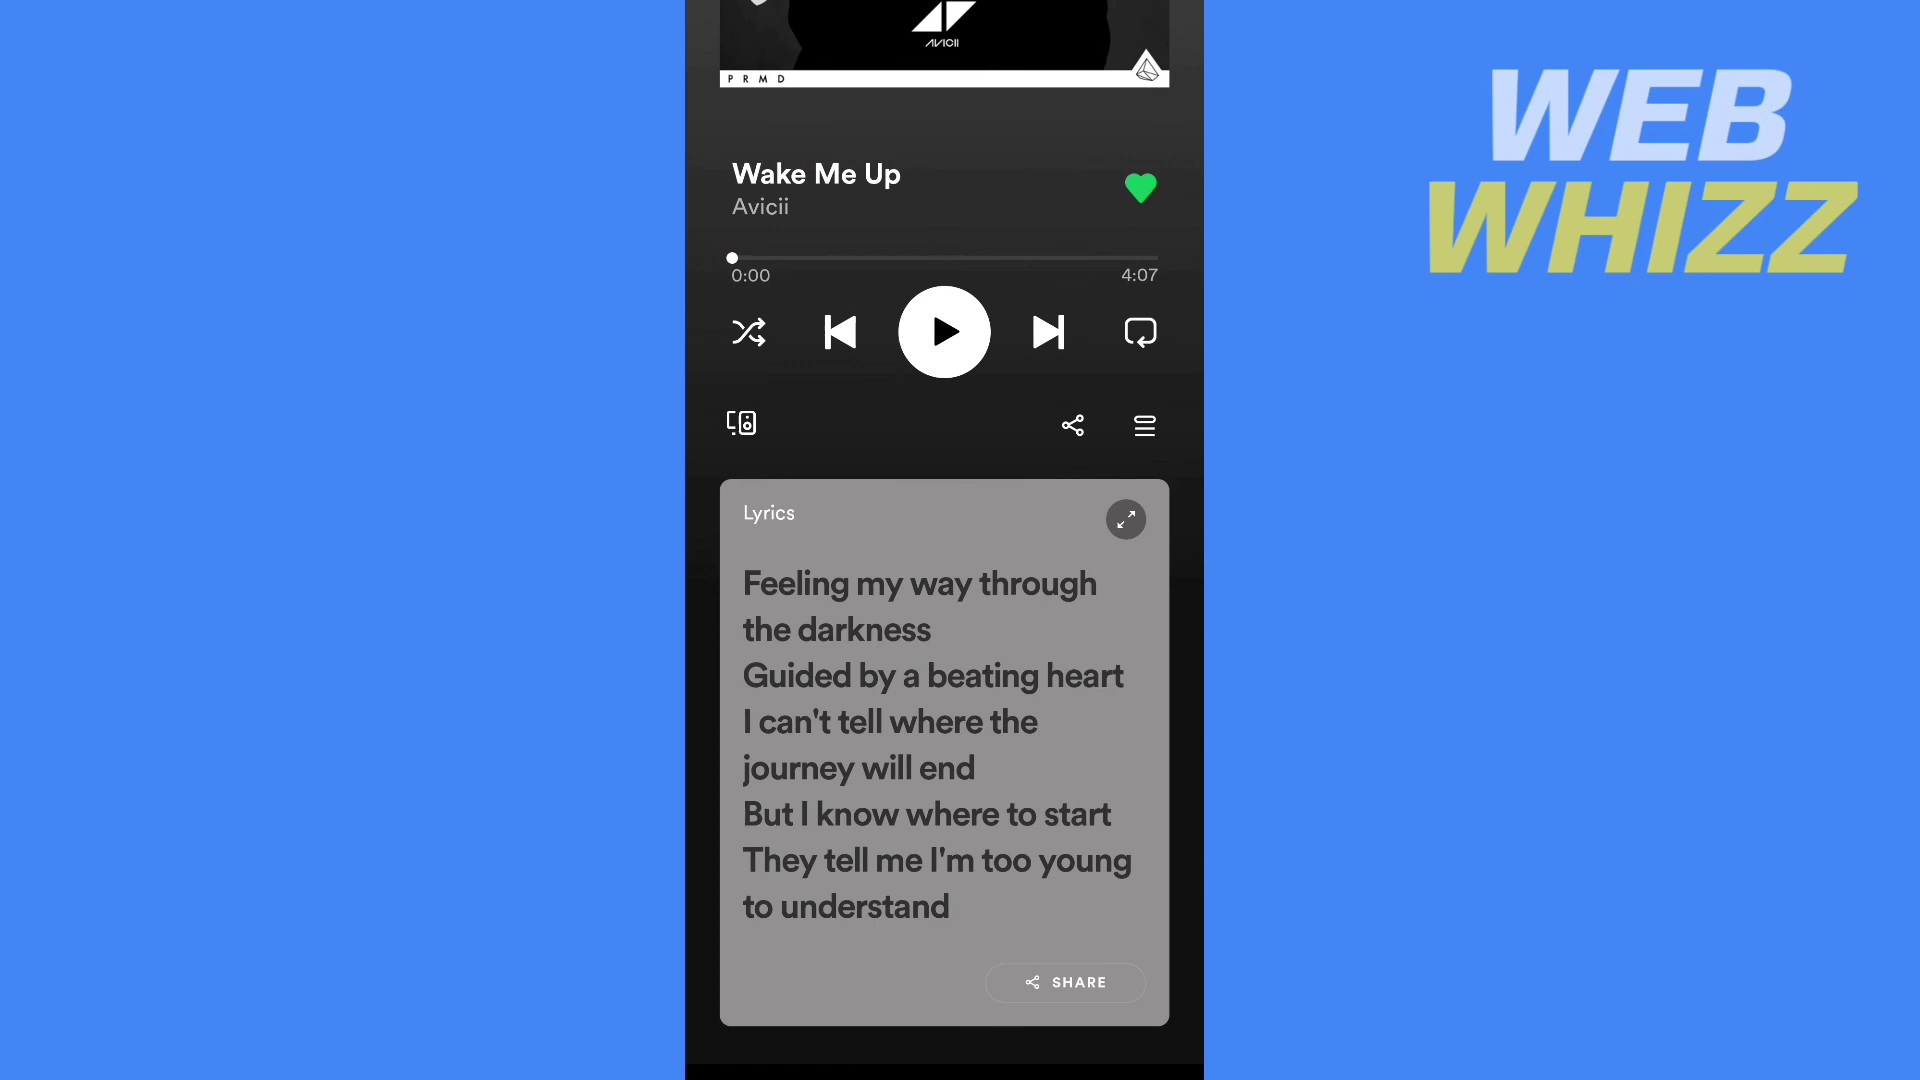 AVICII
PRMD
WEB
WHIZZ
Wake Me Up
Avicii
0:00
4:07
Lyrics
Feeling my way through
the darkness
Guided by a beating heart
I can't tell where the
journey will end
But I know where to start
They tell me I'm too young
to understand
SHARE